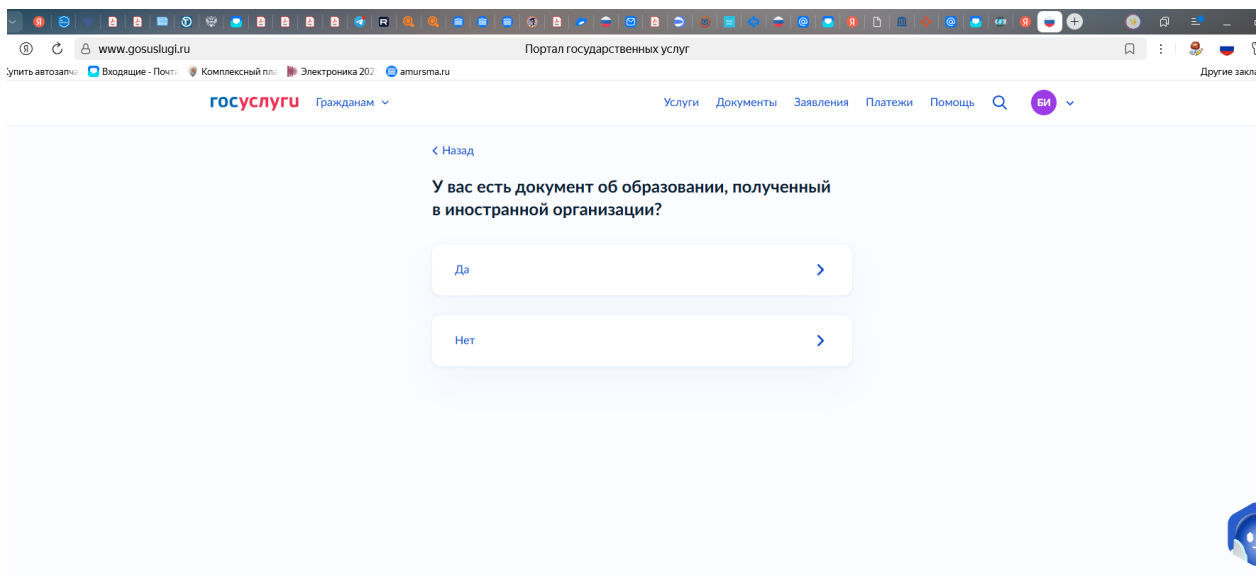 www.gosuslugi.ru
Портал государственных услуг
Входящие - Почта
Комплексный пла
Электроника 202
amursma.ru
Другие закла
госуслуги
Гражданам
Услуги
Документы
Заявления
Платежи
Помощь
БИ
Назад
У вас есть документ об образовании, полученный
в иностранной организации?
Да
Нет